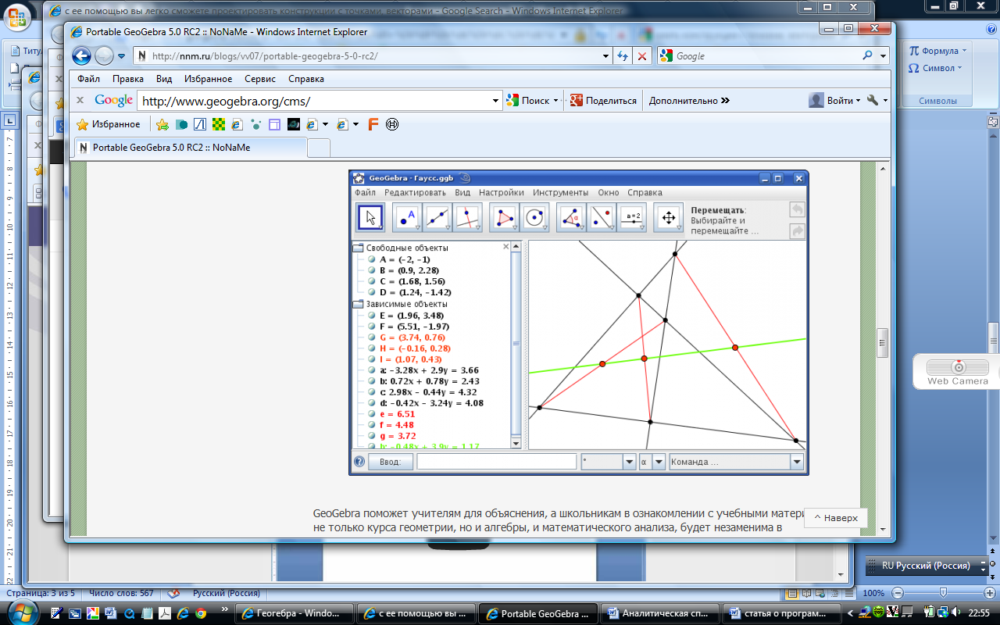 с ее помощью вы легко сможете проектировать конструкции с точками, векторами - Google Search - Windows Internet Explorer
Portable GeoGebra 5.0 RC2 :: NoNaMe - Windows Internet Explorer
http://nnm.ru/blogs/vv07/portable-geogebra-5-0-rc2/
Google
Файл Правка Вид Избранное Сервис Справка
x Google http://www.geogebra.org/cms/ Поиск Поделиться Дополнительно Войти
Избранное
Portable GeoGebra 5.0 RC2 :: NoNaMe
Титу
π Формула
Ω Символ
Символы
GeoGebra - Гаусс.ggb
Файл Редактировать Вид Настройки Инструменты Окно Справка
A
α
a=2
Перемещать:
Выбирайте и
перемещайте ...
Свободные объекты
A = (-2, -1)
B = (0.9, 2.28)
C = (1.68, 1.56)
D = (1.24, -1.42)
Зависимые объекты
E = (1.96, 3.48)
F = (5.51, -1.97)
G = (3.74, 0.76)
H = (-0.16, 0.28)
I = (1.07, 0.43)
a: -3.28x + 2.9y = 3.66
b: 0.72x + 0.78y = 2.43
c: 2.98x - 0.44y = 4.32
d: -0.42x - 3.24y = 4.08
e = 6.51
f = 4.48
g = 3.72
h: -0.48x + 3.9y = 1.17
Ввод: ° α Команда ...
GeoGebra поможет учителям для объяснения, а школьникам в ознакомлении с учебными матери
не только курса геометрии, но и алгебры, и математического анализа, будет незаменима в
^ Наверх
Web Camera
RU Русский (Россия)
Страница: 3 из 5 Число слов: 567 Русский (Россия) 100%
Геогебра - Windo... с ее помощью вы ... Portable GeoGebra ... Аналитическая сп... статья о програм... 22:55